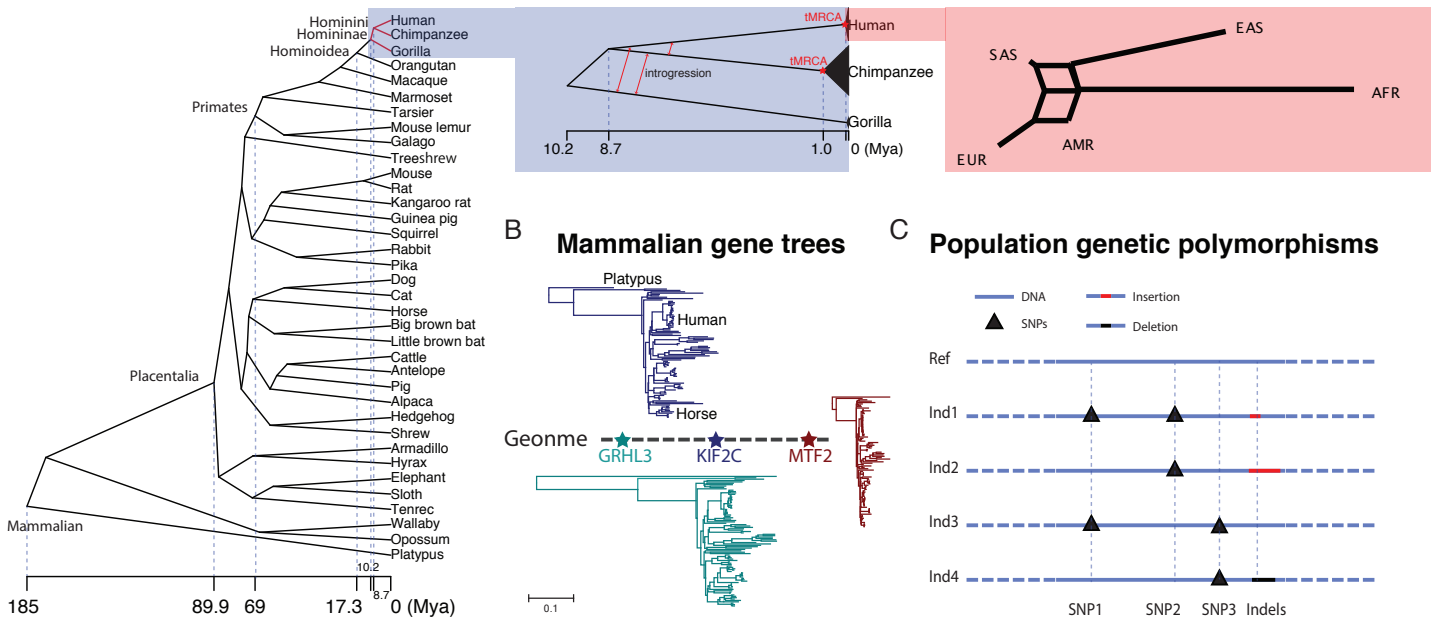 Hominini
Homininae
Hominoidea
Primates
Placentalia
Mammalian
Human
Chimpanzee
Gorilla
Orangutan
Macaque
Marmoset
Tarsier
Mouse lemur
Galago
Treeshrew
Mouse
Rat
Kangaroo rat
Guinea pig
Squirrel
Rabbit
Pika
Dog
Cat
Horse
Big brown bat
Little brown bat
Cattle
Antelope
Pig
Alpaca
Hedgehog
Shrew
Armadillo
Hyrax
Elephant
Sloth
Tenrec
Wallaby
Opossum
Platypus
10.2
8.7
185 89.9 69 17.3 0 (Mya)
tMRCA
Human
tMRCA
introgression
Chimpanzee
Gorilla
10.2 8.7 1.0 0 (Mya)
SAS
EAS
AFR
AMR
EUR
B
Mammalian gene trees
Platypus
Human
Horse
Geonme
GRHL3 KIF2C MTF2
0.1
C
Population genetic polymorphisms
DNA Insertion
SNPs Deletion
Ref
Ind1
Ind2
Ind3
Ind4
SNP1 SNP2 SNP3 Indels